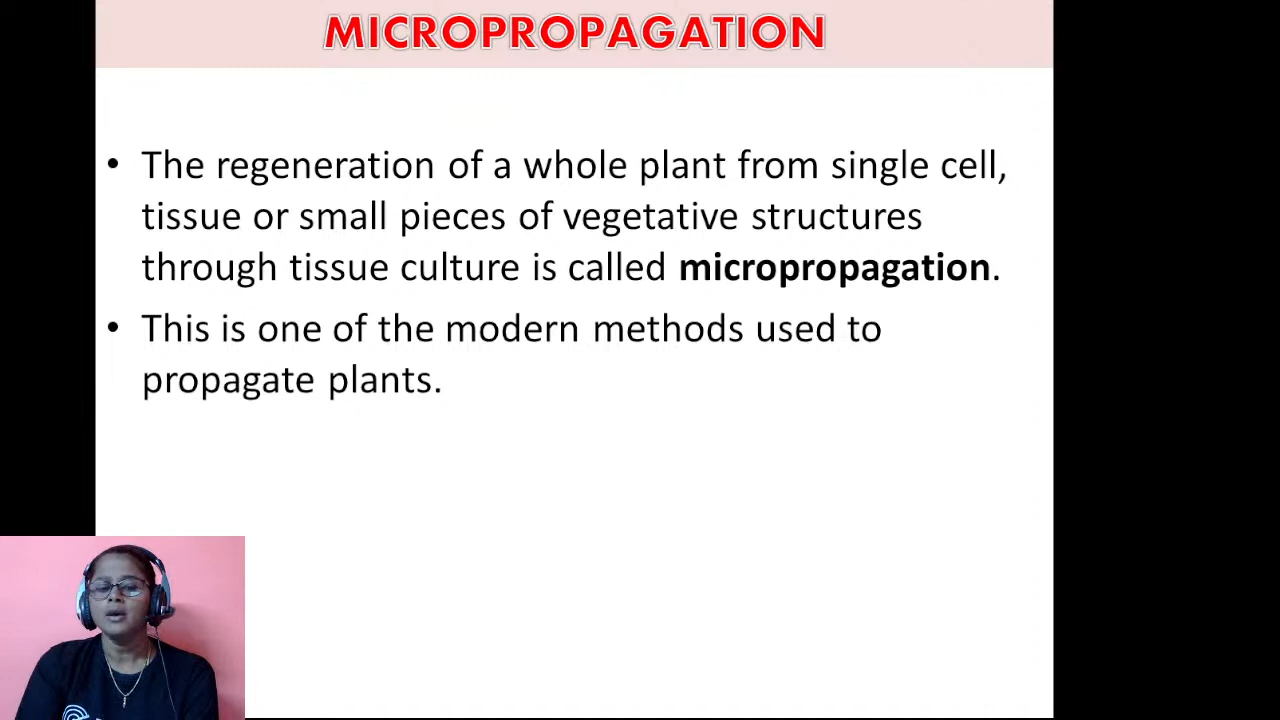 MICROPROPAGATION
• The regeneration of a whole plant from single cell,
tissue or small pieces of vegetative structures
through tissue culture is called micropropagation.
• This is one of the modern methods used to
propagate plants.